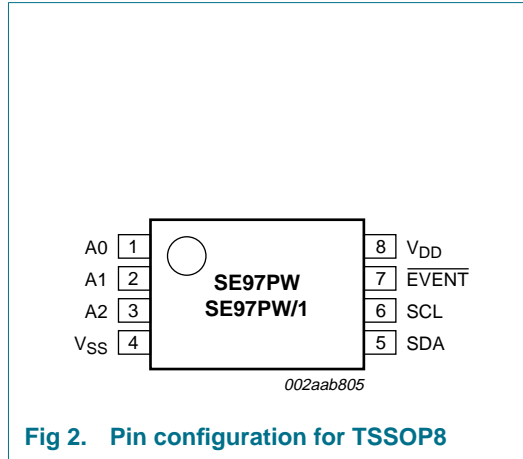 A0 1
A1 2
A2 3
VSS 4
SE97PW
SE97PW/1
8 VDD
7 EVENT
6 SCL
5 SDA
002aab805
Fig 2. Pin configuration for TSSOP8